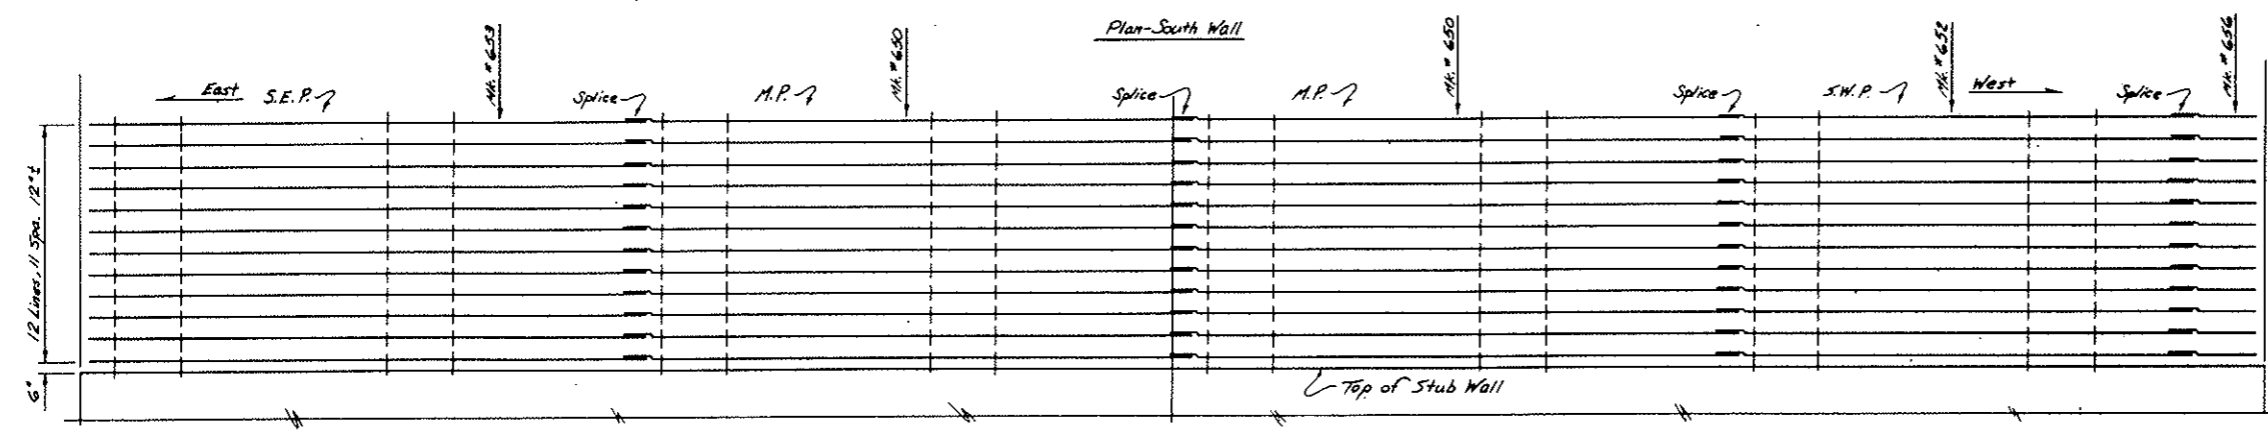 Plan-South Wall
Mk. # 653
Mk. # 650
Mk. # 650
Mk. # 652
Mk. # 656
East
S.E.P.
Splice
M.P.
Splice
M.P.
Splice
S.W.P.
West
Splice
12 Lines, 11 Spa. 12"±
6"
Top of Stub Wall